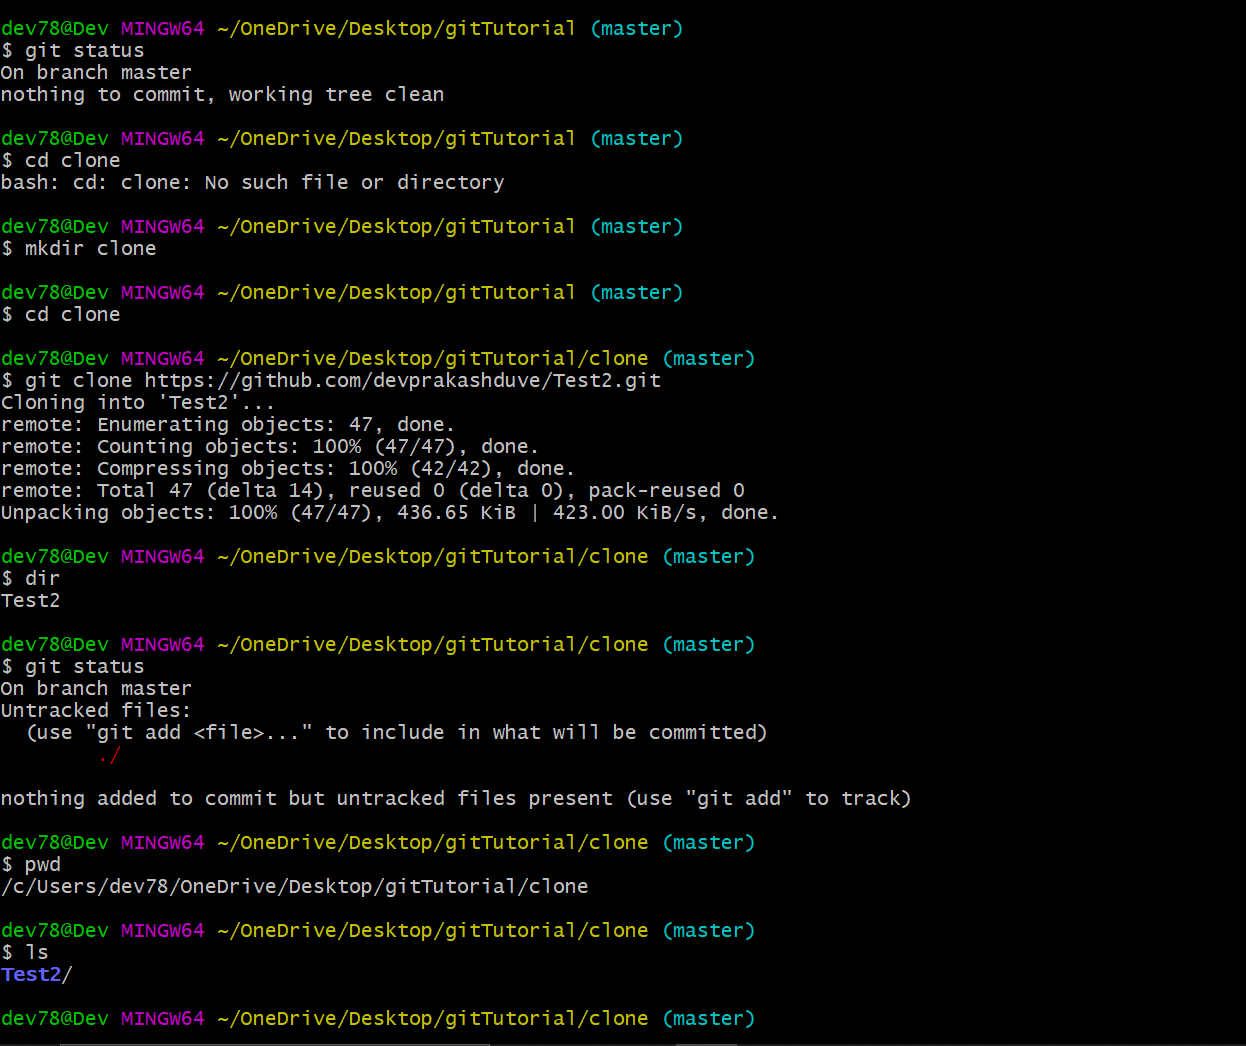 dev78@Dev MINGW64 ~/OneDrive/Desktop/gitTutorial (master)
$ git status
On branch master
nothing to commit, working tree clean
dev78@Dev MINGW64 ~/OneDrive/Desktop/gitTutorial (master)
$ cd clone
bash: cd: clone: No such file or directory
dev78@Dev MINGW64 ~/OneDrive/Desktop/gitTutorial (master)
$ mkdir clone
dev78@Dev MINGW64 ~/OneDrive/Desktop/gitTutorial (master)
$ cd clone
dev78@Dev MINGW64 ~/OneDrive/Desktop/gitTutorial/clone (master)
$ git clone https://github.com/devprakashduve/Test2.git
Cloning into 'Test2'...
remote: Enumerating objects: 47, done.
remote: Counting objects: 100% (47/47), done.
remote: Compressing objects: 100% (42/42), done.
remote: Total 47 (delta 14), reused 0 (delta 0), pack-reused 0
Unpacking objects: 100% (47/47), 436.65 KiB | 423.00 KiB/s, done.
dev78@Dev MINGW64 ~/OneDrive/Desktop/gitTutorial/clone (master)
$ dir
Test2
dev78@Dev MINGW64 ~/OneDrive/Desktop/gitTutorial/clone (master)
$ git status
On branch master
Untracked files:
  (use "git add <file>..." to include in what will be committed)
        ./
nothing added to commit but untracked files present (use "git add" to track)
dev78@Dev MINGW64 ~/OneDrive/Desktop/gitTutorial/clone (master)
$ pwd
/c/Users/dev78/OneDrive/Desktop/gitTutorial/clone
dev78@Dev MINGW64 ~/OneDrive/Desktop/gitTutorial/clone (master)
$ ls
Test2/
dev78@Dev MINGW64 ~/OneDrive/Desktop/gitTutorial/clone (master)